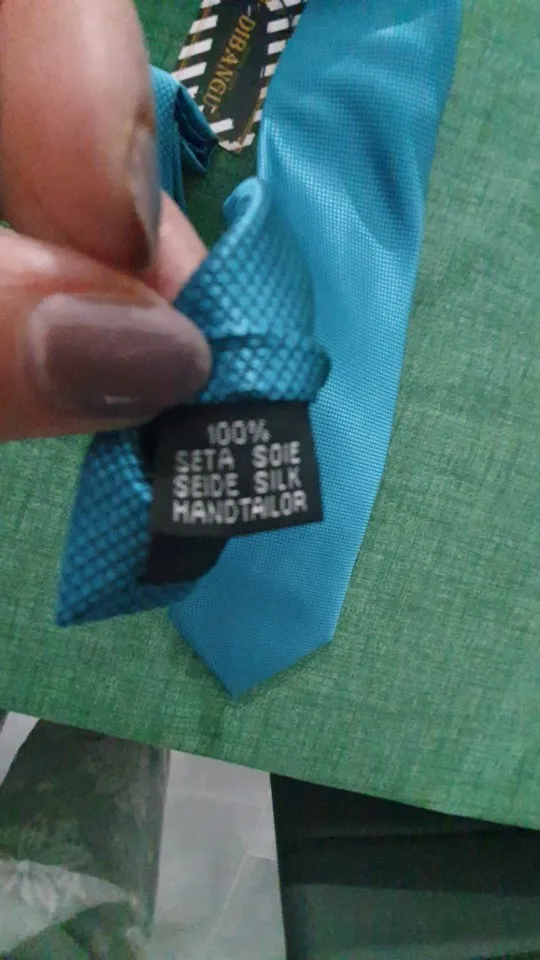 -DIBANGU-
100%
SETA SOIE
SEIDE SILK
HANDTAILOR